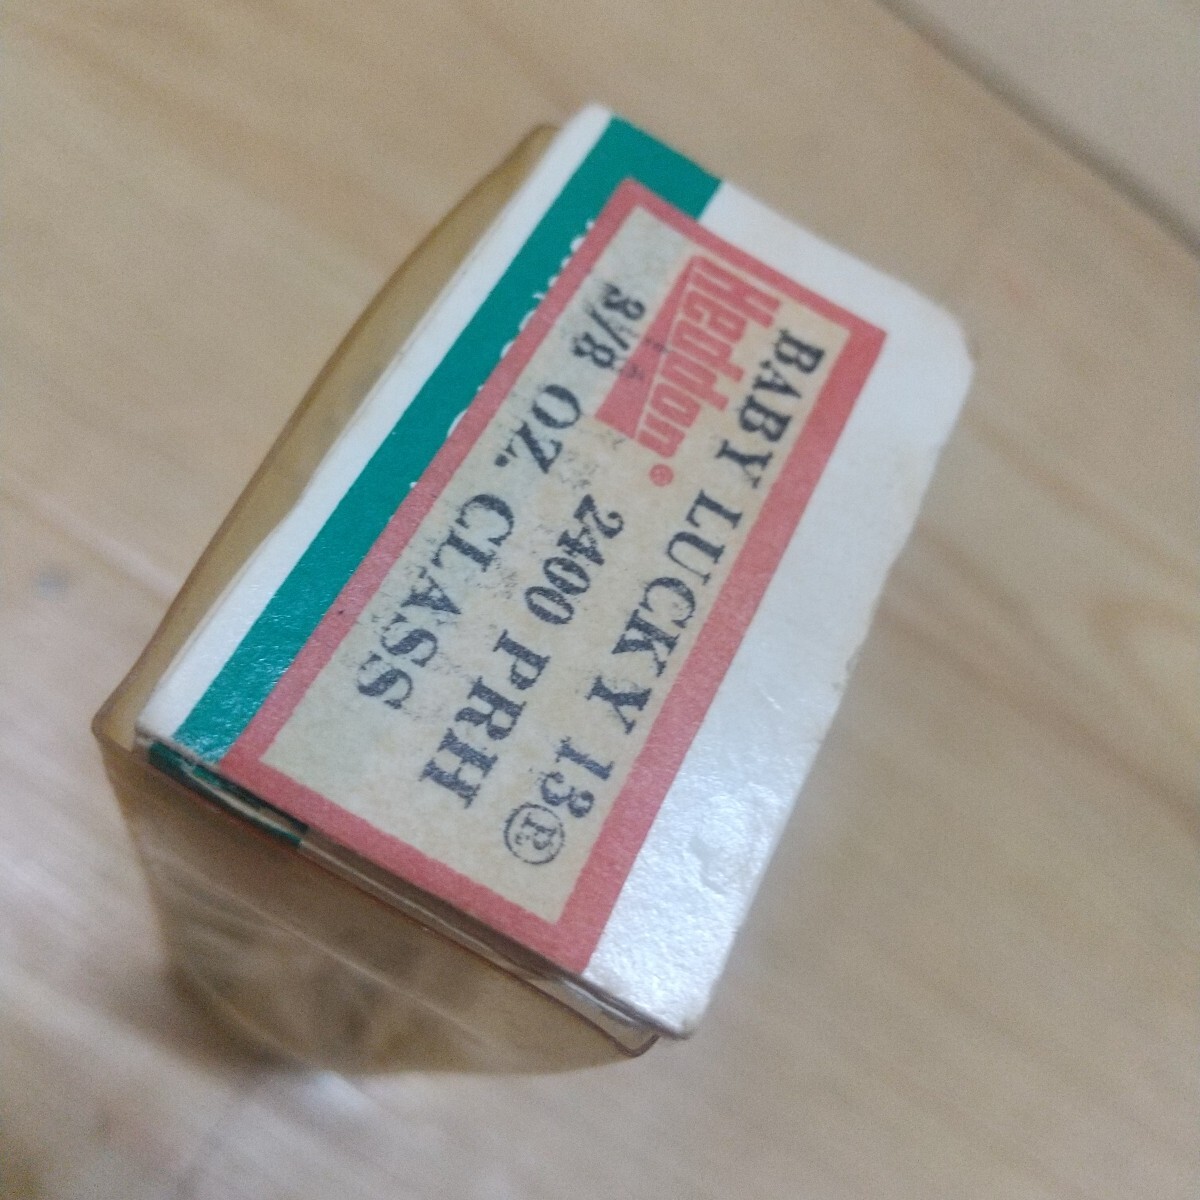 BABY LUCKY 13®
Heddon®
2400 PRH
3/8 OZ. CLASS